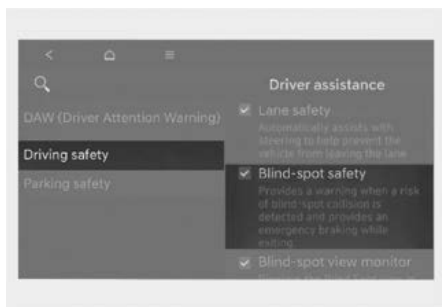 Driver assistance
DAW (Driver Attention Warning)
Driving safety
Parking safety
Lane safety
Automatically assists with
steering to help prevent the
vehicle from leaving the lane
Blind-spot safety
Provides a warning when a risk
of blind-spot collision is
detected and provides an
emergency braking while
exiting
Blind-spot view monitor